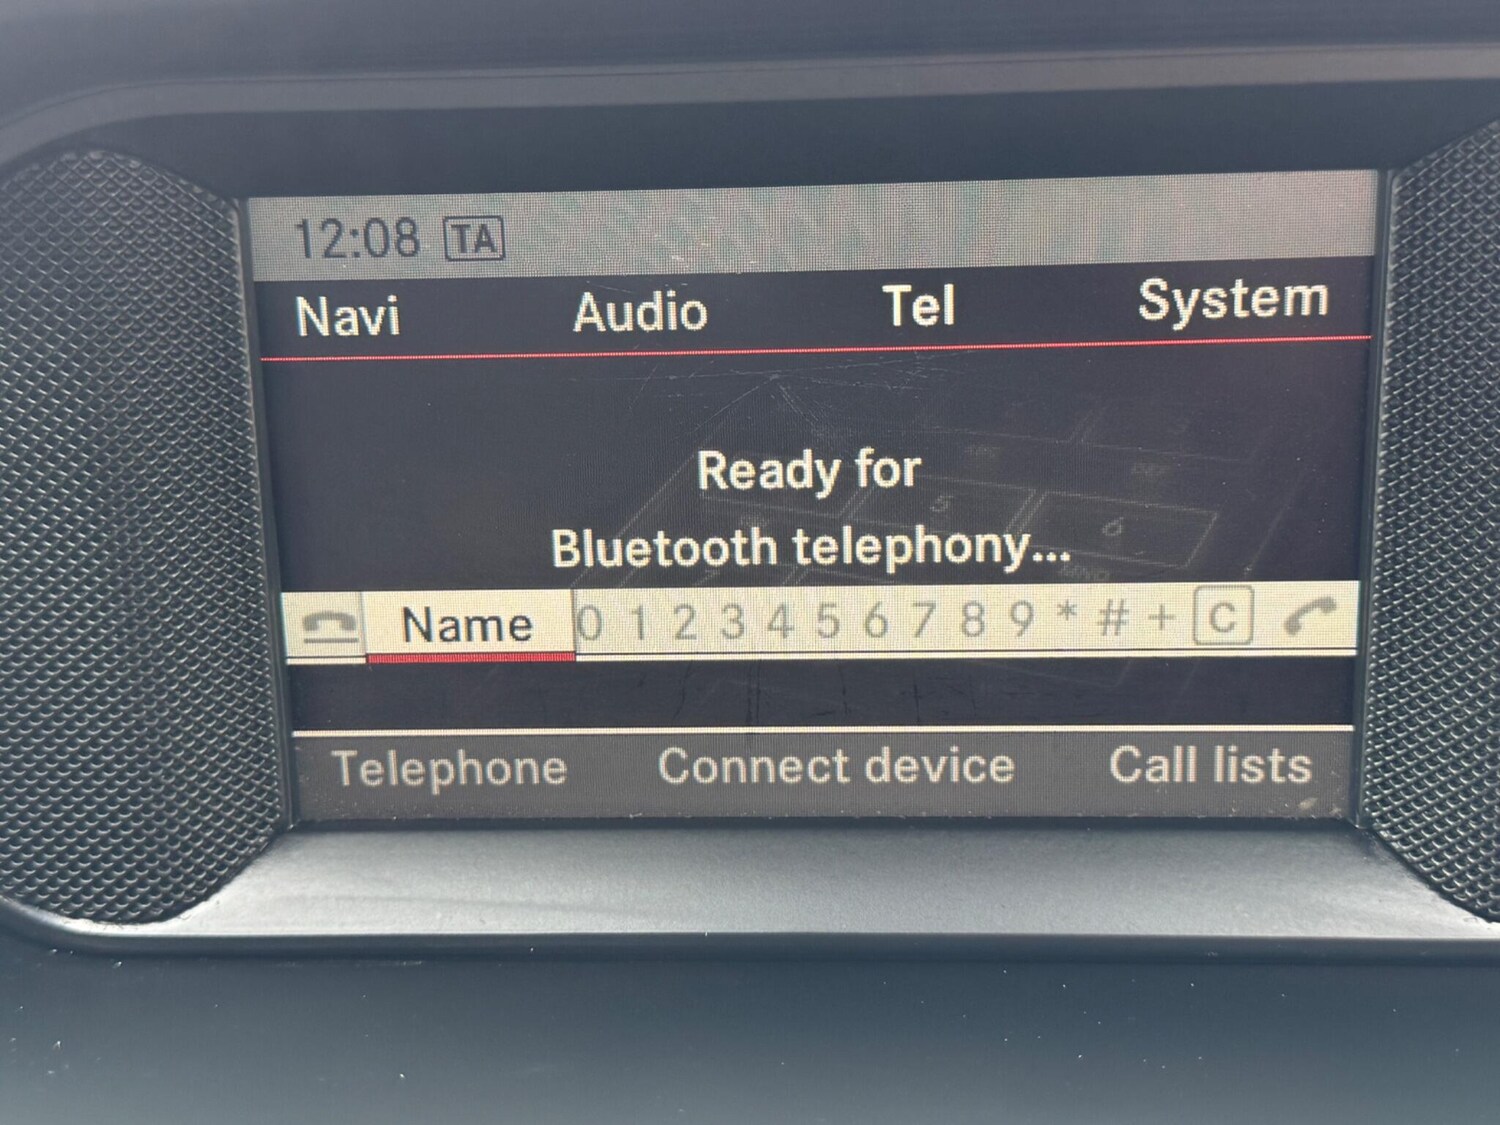 12:08 TA
Navi Audio Tel System
Ready for
Bluetooth telephony...
Name 0 1 2 3 4 5 6 7 8 9 * # + C
Telephone Connect device Call lists